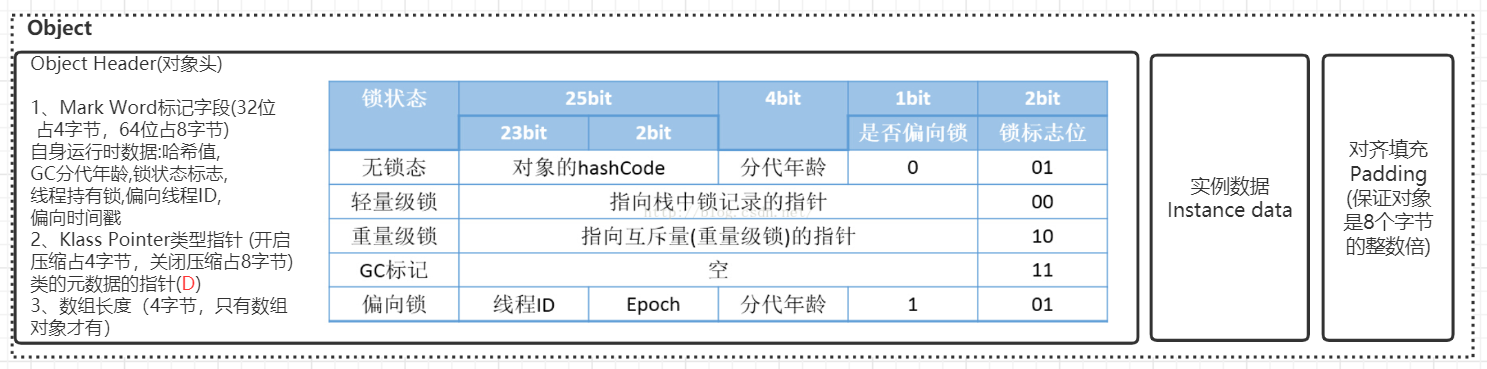 Object
Object Header(对象头)
1、Mark Word标记字段(32位
占4字节，64位占8字节)
自身运行时数据:哈希值,
GC分代年龄,锁状态标志,
线程持有锁,偏向线程ID,
偏向时间戳
2、Klass Pointer类型指针 (开启
压缩占4字节，关闭压缩占8字节)
类的元数据的指针(D)
3、数组长度（4字节，只有数组
对象才有）
锁状态 25bit 4bit 1bit 2bit
23bit 2bit 是否偏向锁 锁标志位
无锁态 对象的hashCode 分代年龄 0 01
轻量级锁 指向栈中锁记录的指针 00
http://blog.csdn.net/
重量级锁 指向互斥量(重量级锁)的指针 10
GC标记 空 11
偏向锁 线程ID Epoch 分代年龄 1 01
实例数据
Instance data
对齐填充
Padding
(保证对象
是8个字节
的整数倍)